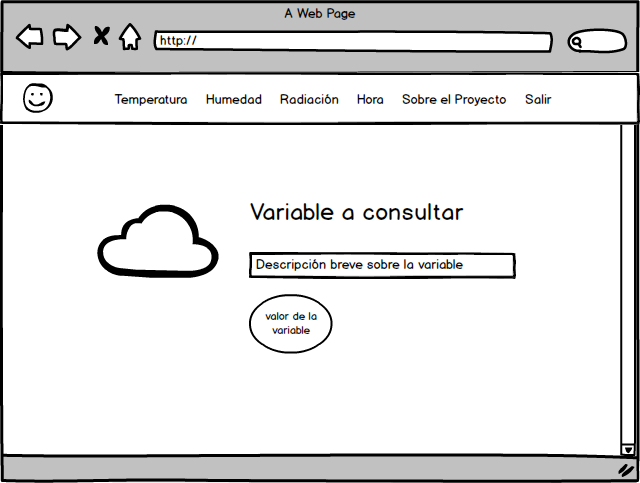 A Web Page
http://
Temperatura Humedad Radiación Hora Sobre el Proyecto Salir
Variable a consultar
Descripción breve sobre la variable
valor de la
variable